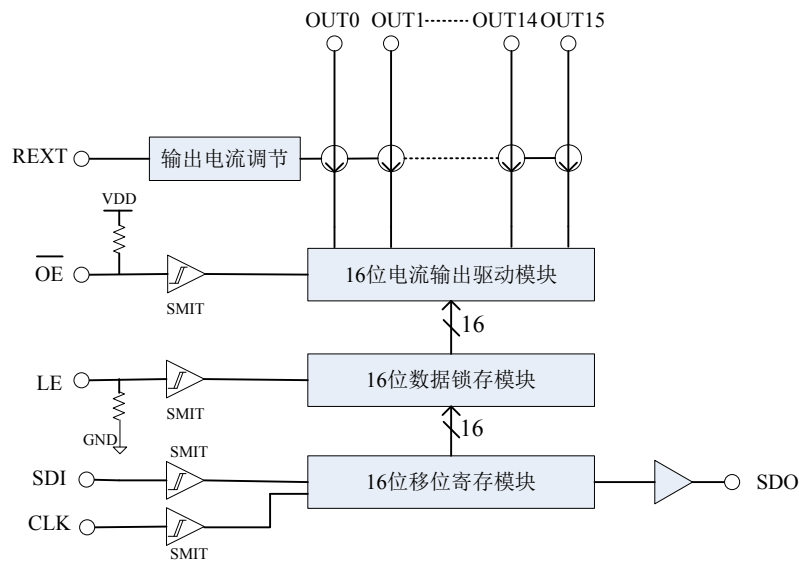 OUT0 OUT1 OUT14 OUT15
REXT
输出电流调节
VDD
OE
SMIT
16位电流输出驱动模块
16
LE
SMIT
16位数据锁存模块
GND
16
SDI
SMIT
16位移位寄存模块
SDO
CLK
SMIT